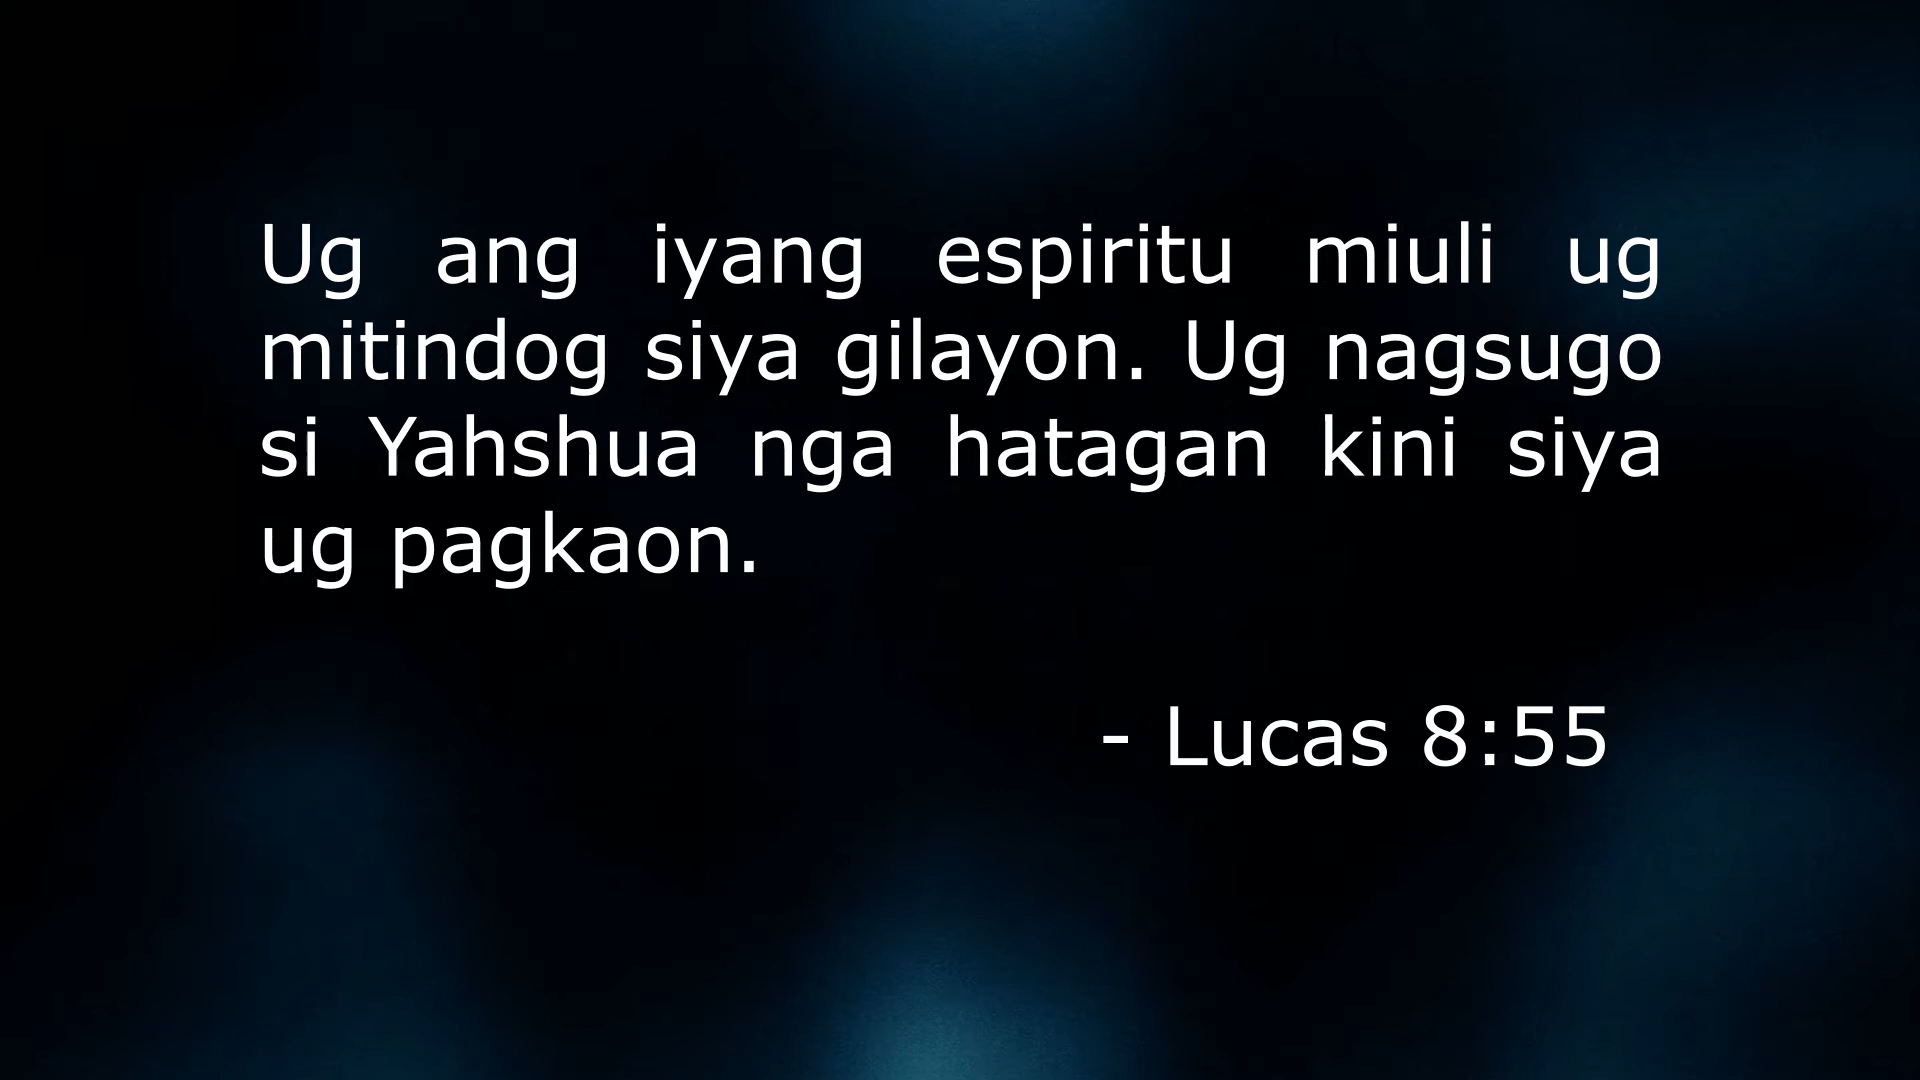 Ug ang iyang espiritu miuli ug
mitindog siya gilayon. Ug nagsugo
si Yahshua nga hatagan kini siya
ug pagkaon.
- Lucas 8:55